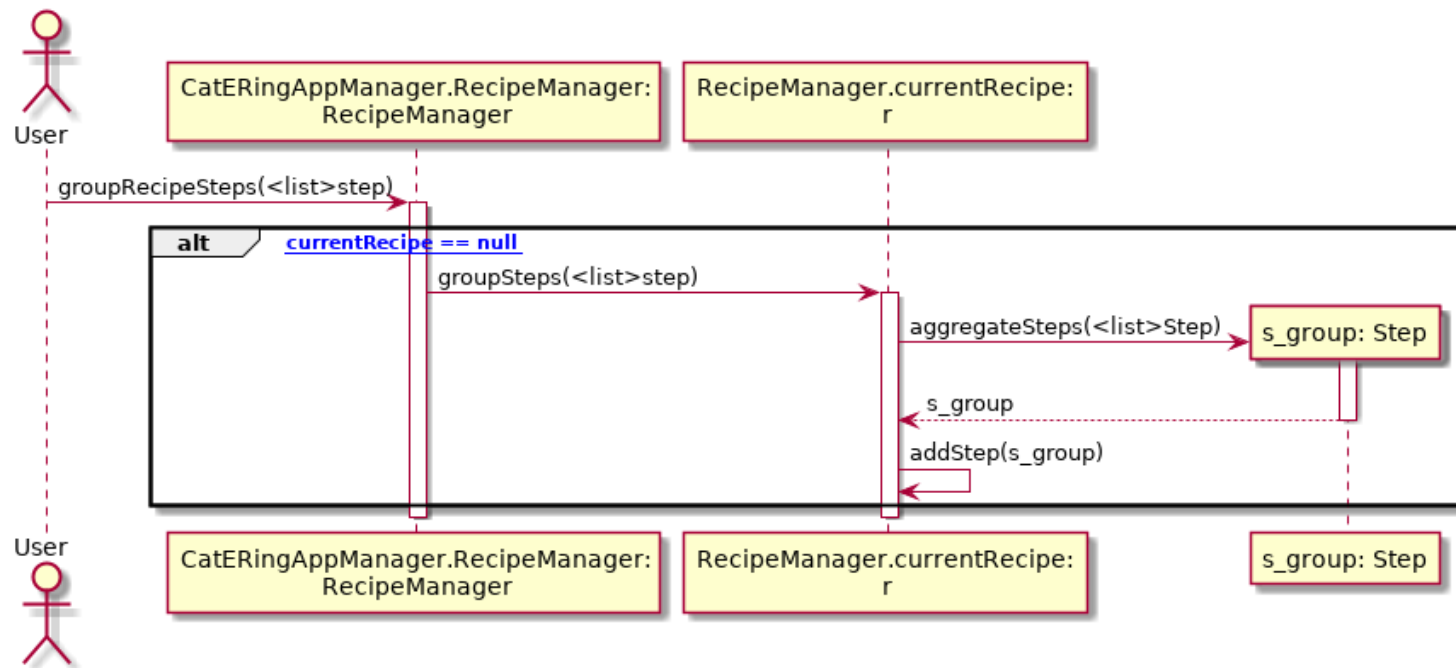 CatERingAppManager.RecipeManager:
RecipeManager
RecipeManager.currentRecipe:
r
User
groupRecipeSteps(<list>step)
alt
currentRecipe == null
groupSteps(<list>step)
aggregateSteps(<list>Step)
s_group: Step
s_group
addStep(s_group)
User
CatERingAppManager.RecipeManager:
RecipeManager
RecipeManager.currentRecipe:
r
s_group: Step